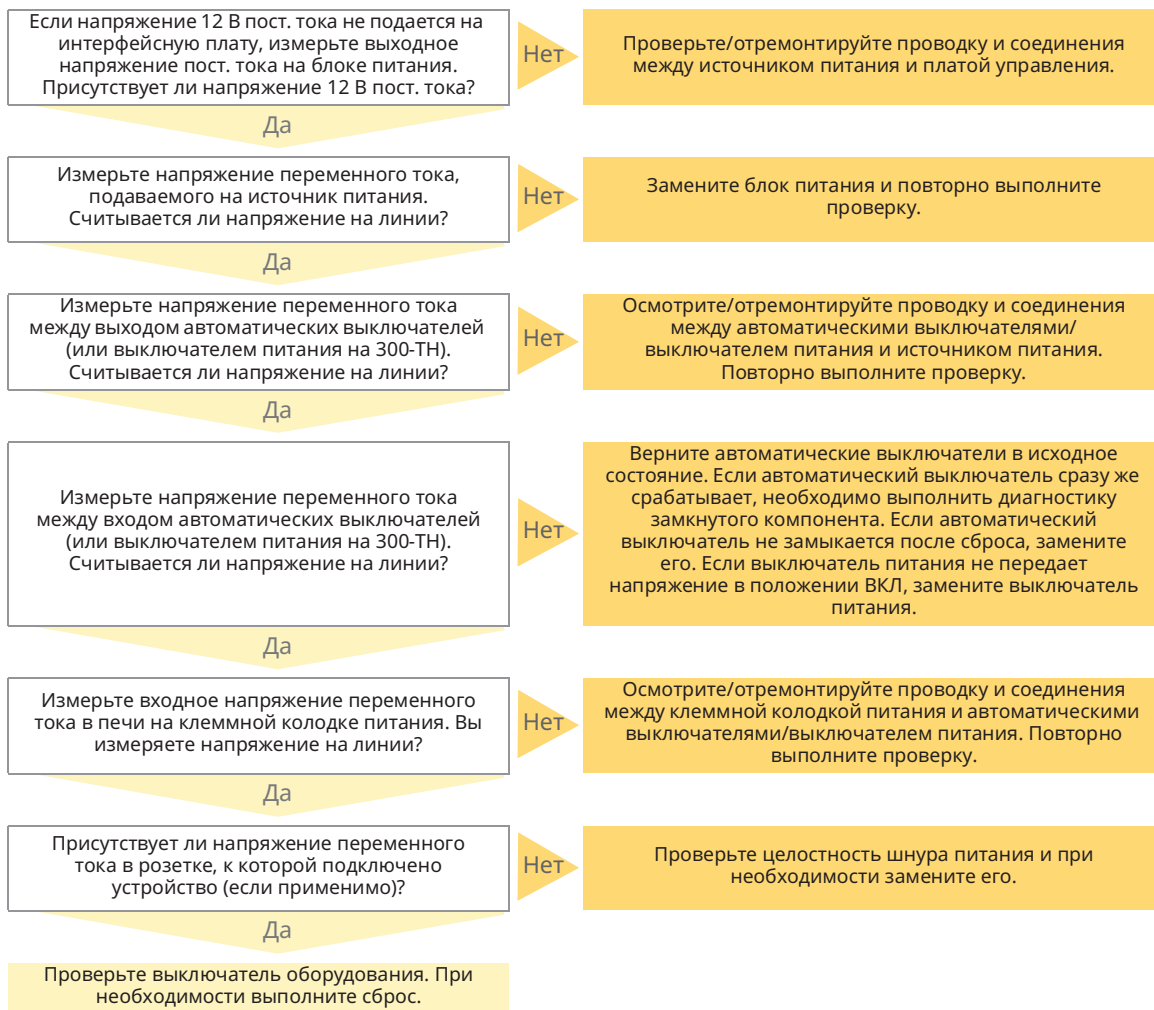 Если напряжение 12 В пост. тока не подается на
интерфейсную плату, измерьте выходное
напряжение пост. тока на блоке питания.
Присутствует ли напряжение 12 В пост. тока?
Нет
Проверьте/отремонтируйте проводку и соединения
между источником питания и платой управления.
Да
Измерьте напряжение переменного тока,
подаваемого на источник питания.
Считывается ли напряжение на линии?
Нет
Замените блок питания и повторно выполните
проверку.
Да
Измерьте напряжение переменного тока
между выходом автоматических выключателей
(или выключателем питания на 300-TH).
Считывается ли напряжение на линии?
Нет
Осмотрите/отремонтируйте проводку и соединения
между автоматическими выключателями/
выключателем питания и источником питания.
Повторно выполните проверку.
Да
Измерьте напряжение переменного тока
между входом автоматических выключателей
(или выключателем питания на 300-TH).
Считывается ли напряжение на линии?
Нет
Верните автоматические выключатели в исходное
состояние. Если автоматический выключатель сразу же
срабатывает, необходимо выполнить диагностику
замкнутого компонента. Если автоматический
выключатель не замыкается после сброса, замените
его. Если выключатель питания не передает
напряжение в положении ВКЛ, замените выключатель
питания.
Да
Измерьте входное напряжение переменного
тока в печи на клеммной колодке питания. Вы
измеряете напряжение на линии?
Нет
Осмотрите/отремонтируйте проводку и соединения
между клеммной колодкой питания и автоматическими
выключателями/выключателем питания. Повторно
выполните проверку.
Да
Присутствует ли напряжение переменного
тока в розетке, к которой подключено
устройство (если применимо)?
Нет
Проверьте целостность шнура питания и при
необходимости замените его.
Да
Проверьте выключатель оборудования. При
необходимости выполните сброс.